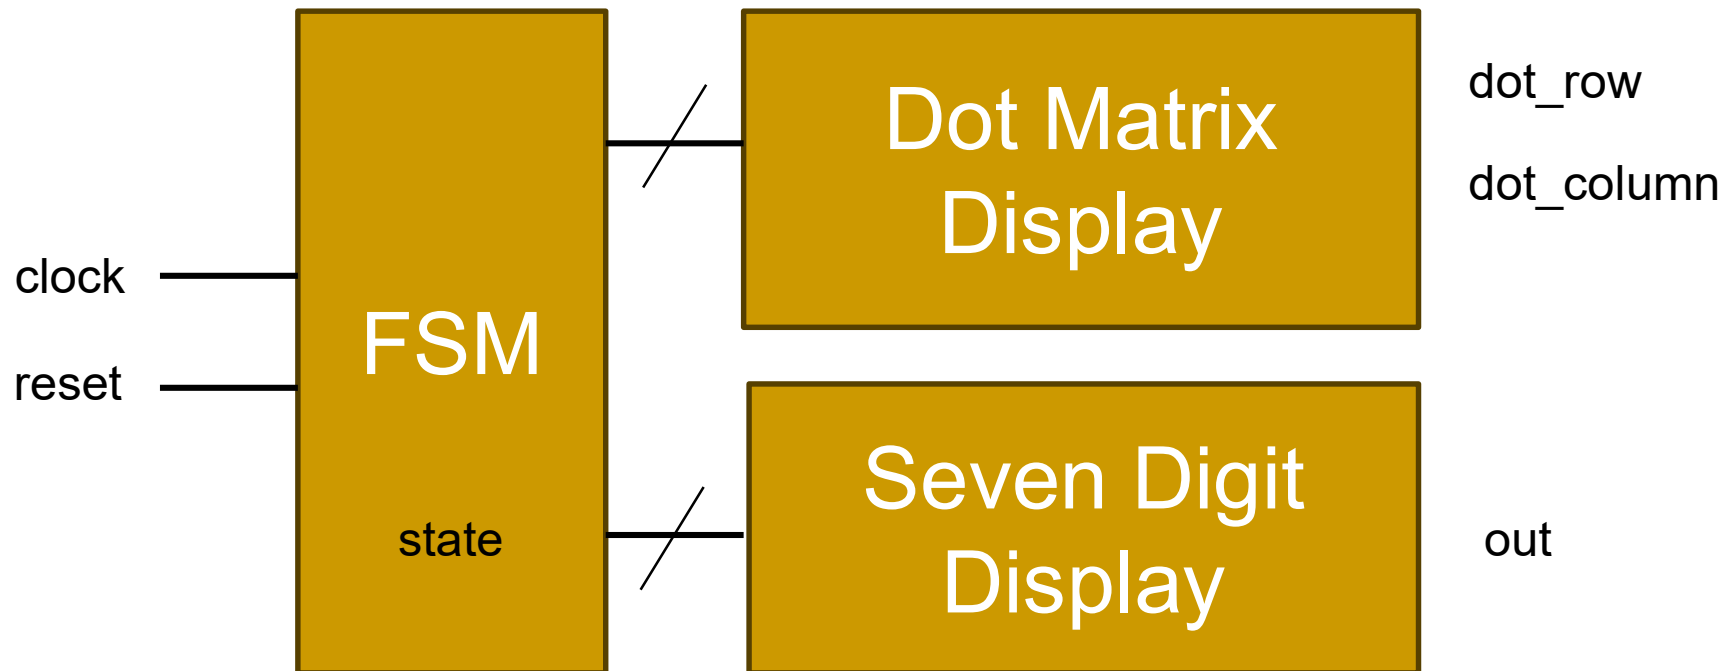 clock
reset
FSM
state
Dot Matrix
Display
dot_row
dot_column
Seven Digit
Display
out